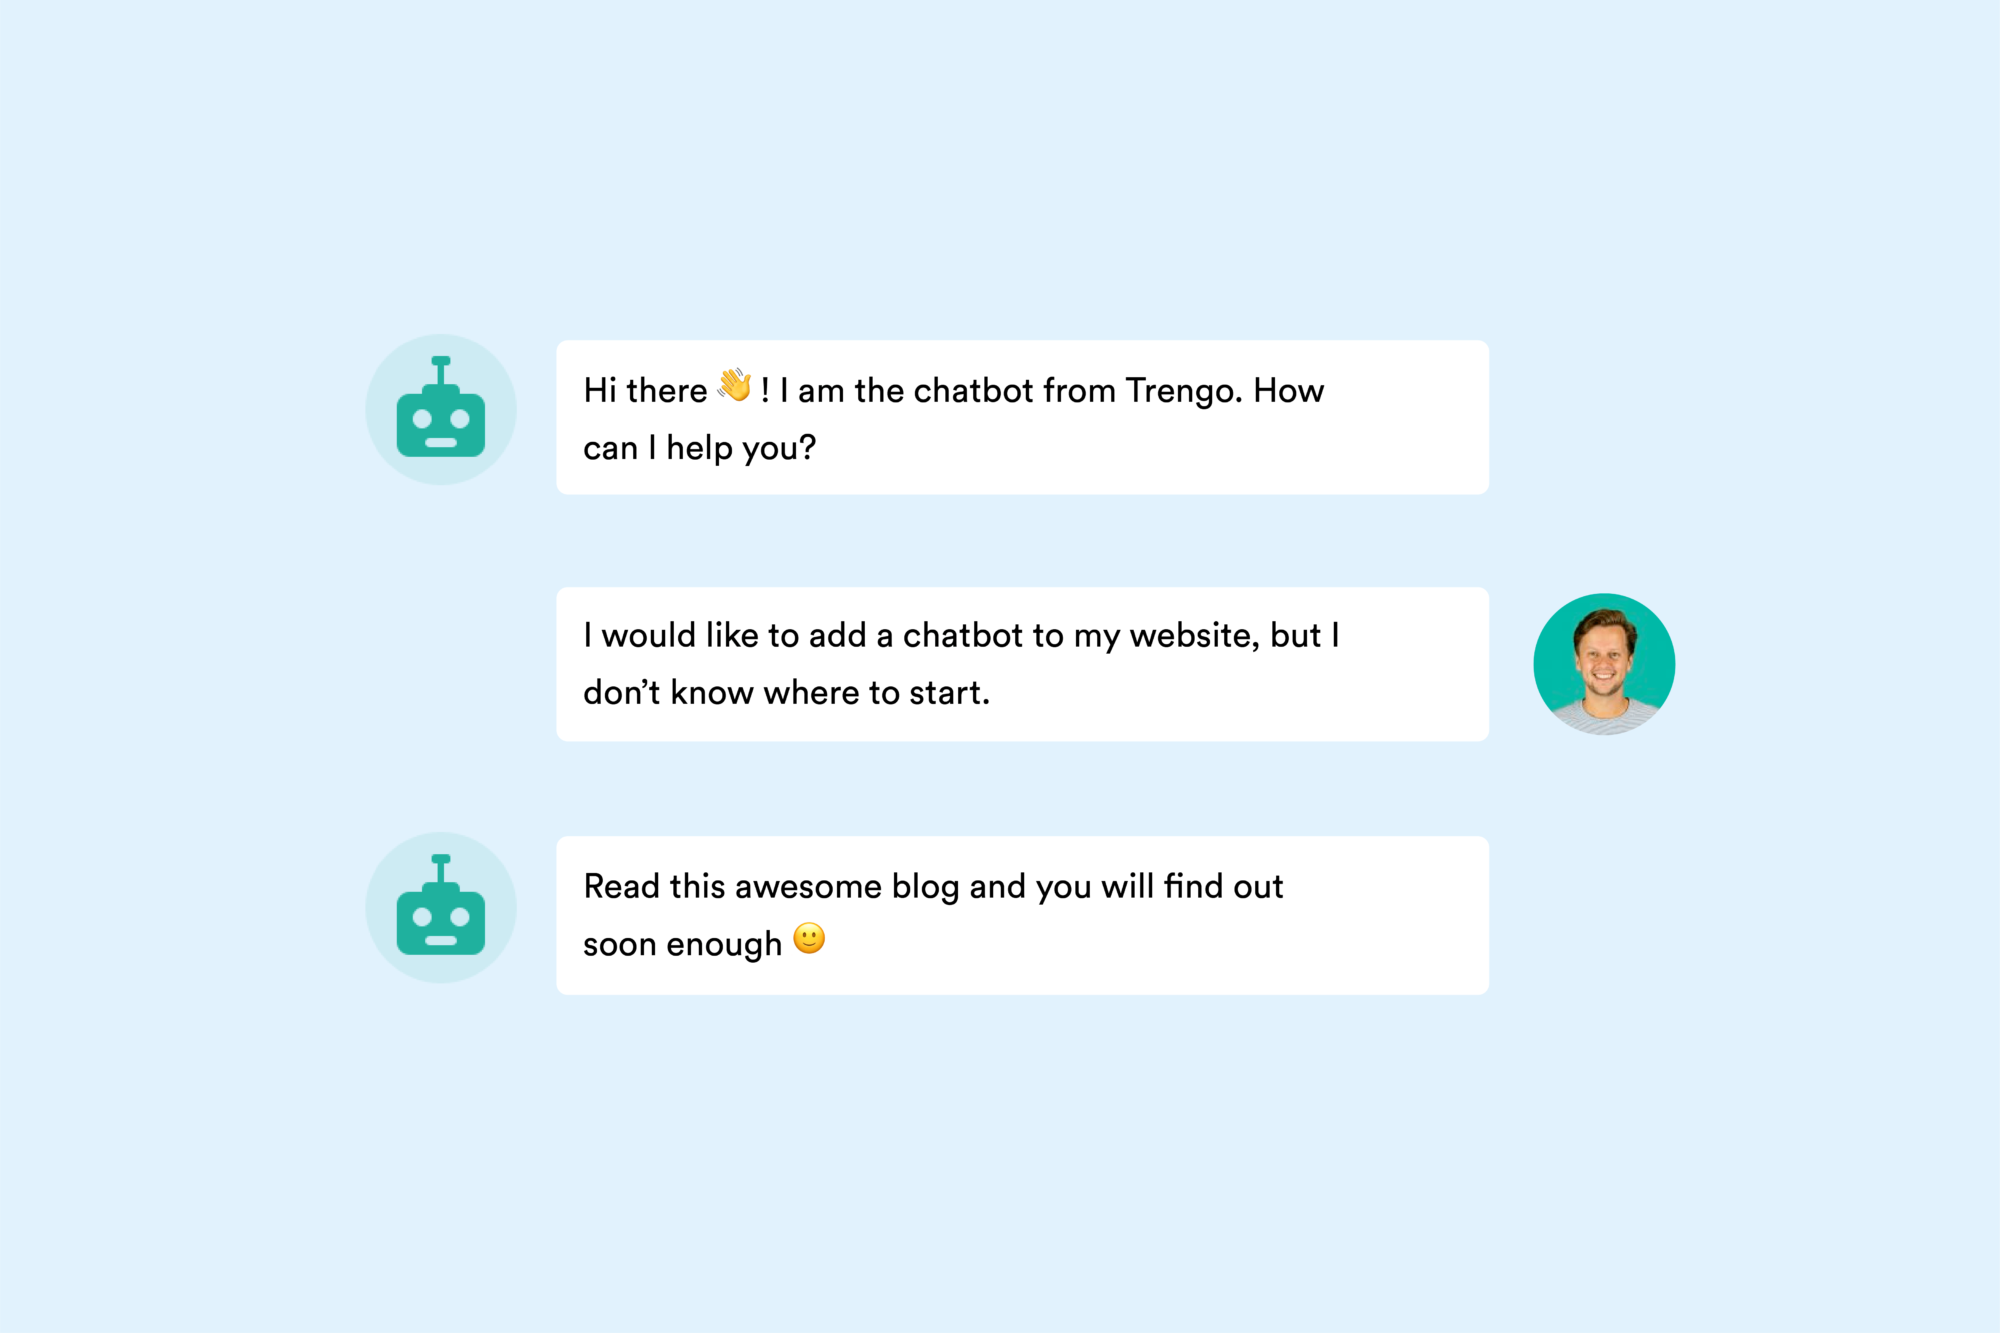 Hi there 👋 ! I am the chatbot from Trengo. How
can I help you?
I would like to add a chatbot to my website, but I
don’t know where to start.
Read this awesome blog and you will find out
soon enough 🙂